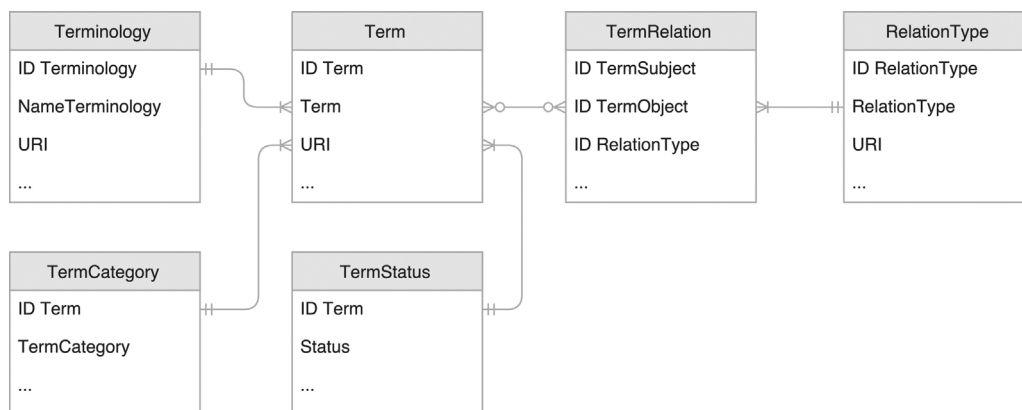 Terminology
ID Terminology
NameTerminology
URI
...
Term
ID Term
Term
URI
...
TermRelation
ID TermSubject
ID TermObject
ID RelationType
...
RelationType
ID RelationType
RelationType
URI
...
TermCategory
ID Term
TermCategory
...
TermStatus
ID Term
Status
...